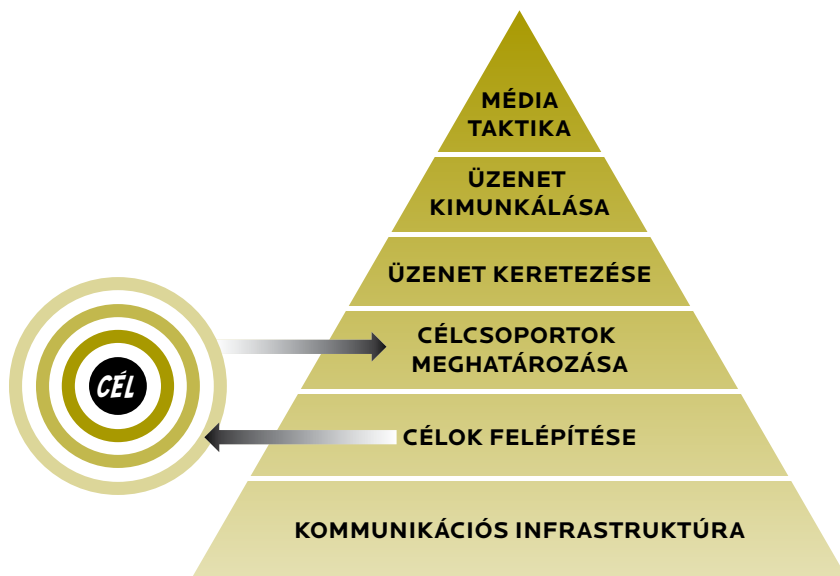 MÉDIA
TAKTIKA
ÜZENET
KIMUNKÁLÁSA
ÜZENET KERETEZÉSE
CÉLCSOPORTOK
MEGHATÁROZÁSA
CÉL
CÉLOK FELÉPÍTÉSE
KOMMUNIKÁCIÓS INFRASTRUKTÚRA